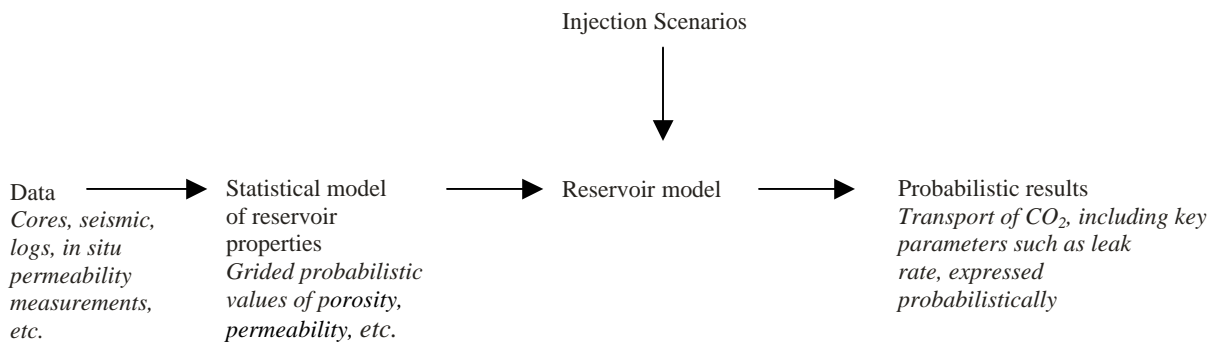 Injection Scenarios
Data
Cores, seismic,
logs, in situ
permeability
measurements,
etc.
Statistical model
of reservoir
properties
Grided probabilistic
values of porosity,
permeability, etc.
Reservoir model
Probabilistic results
Transport of CO2, including key
parameters such as leak
rate, expressed
probabilistically